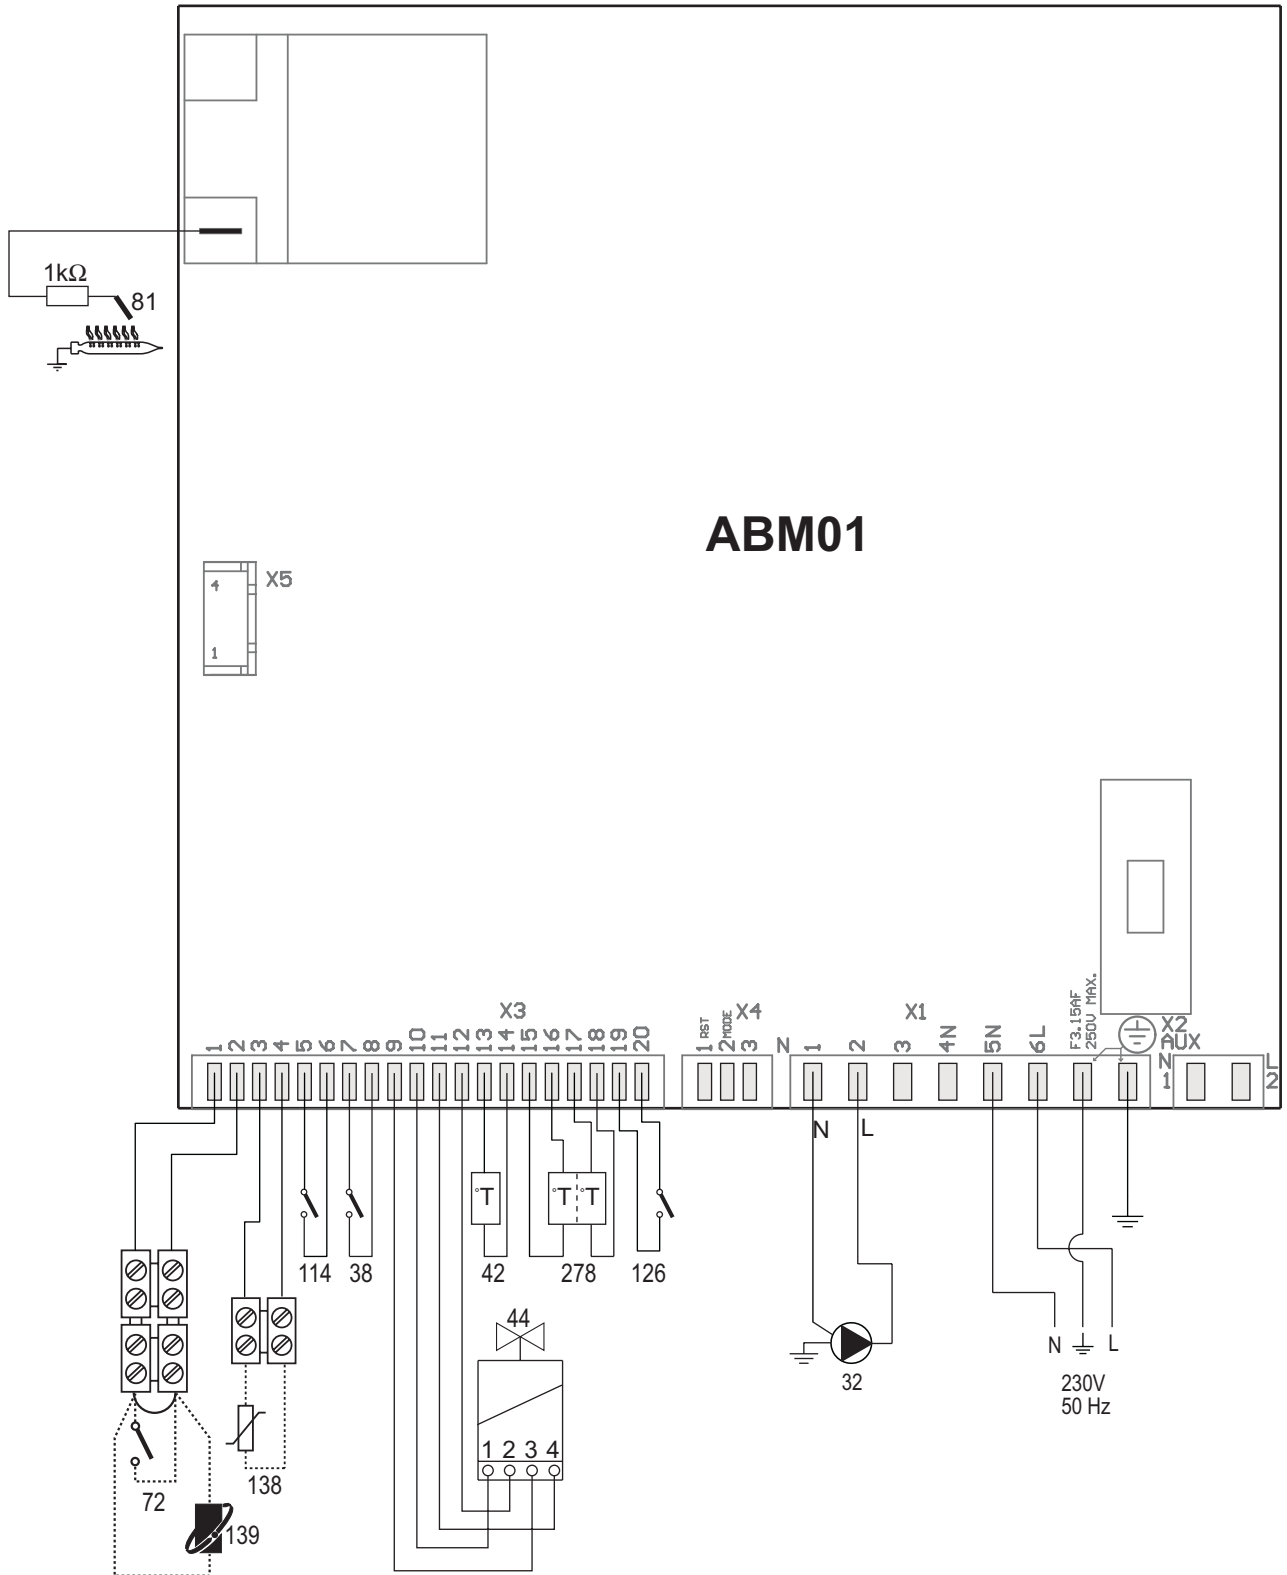 1kΩ
81
ABM01
4
X5
1
X3
1 2 3 4 5 6 7 8 9 10 11 12 13 14 15 16 17 18 19 20
X4
1 RST
2 MODE
3
X1
N 1 2 3 4N 5N 6L
F3.15AF
250V MAX.
X2
AUX
N
1
L
2
N L
°T °T °T
114 38 42 278 126
44
1 2 3 4
32
N L
230V
50 Hz
138
72
139